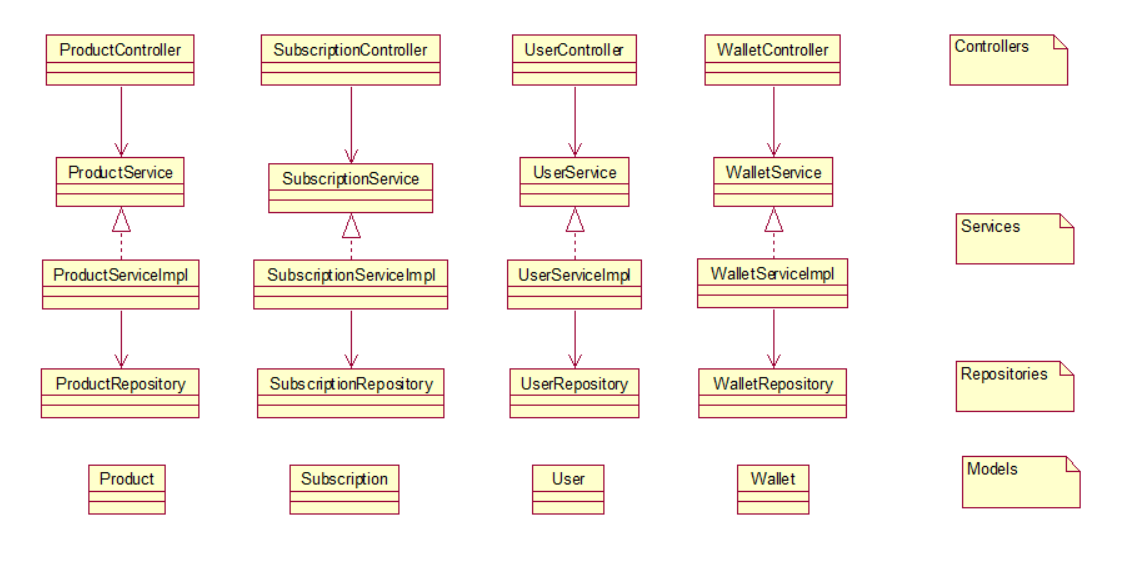 ProductController
SubscriptionController
UserController
WalletController
Controllers
ProductService
SubscriptionService
UserService
WalletService
Services
ProductServiceImpl
SubscriptionServiceImpl
UserServiceImpl
WalletServiceImpl
Repositories
ProductRepository
SubscriptionRepository
UserRepository
WalletRepository
Models
Product
Subscription
User
Wallet